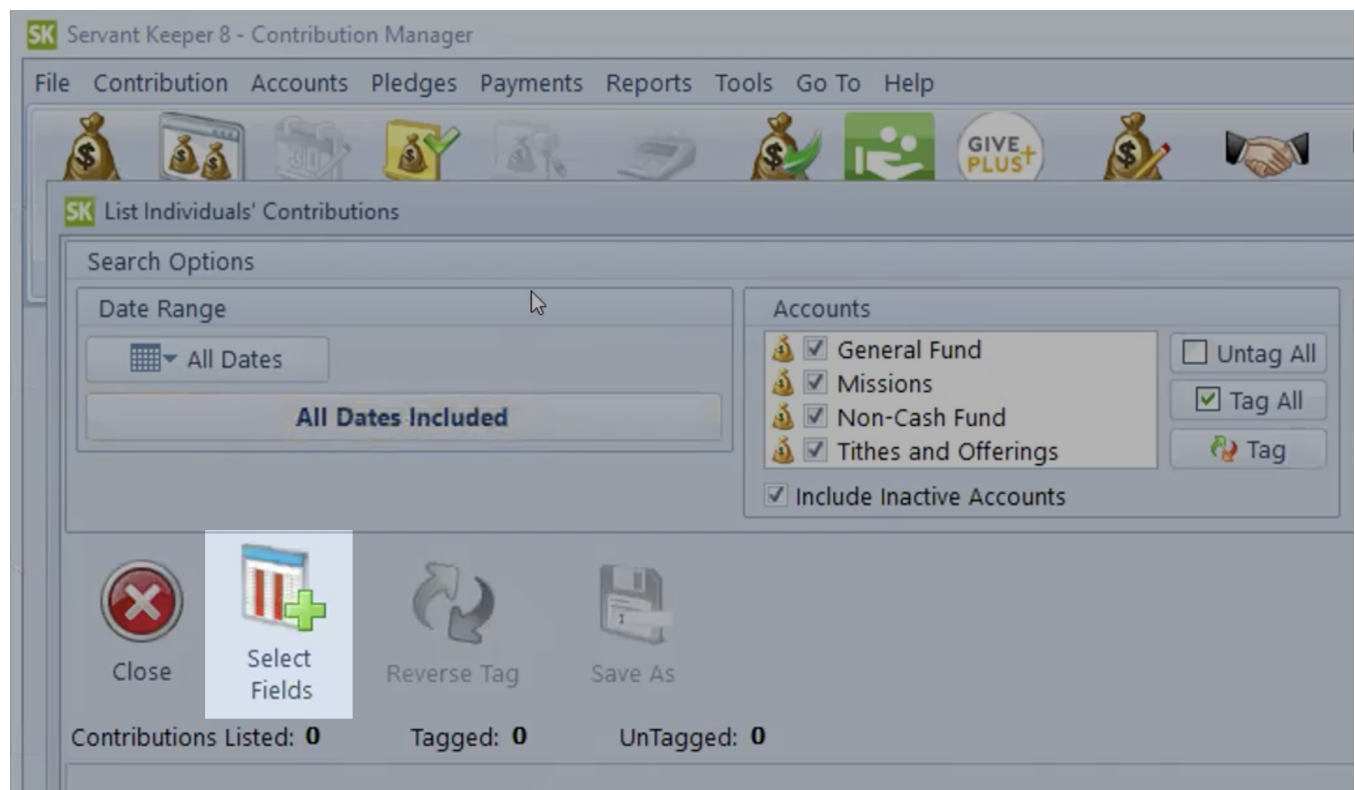 SK Servant Keeper 8 - Contribution Manager
File Contribution Accounts Pledges Payments Reports Tools Go To Help
$ 30 $ GIVE+ PLUS $
SK List Individuals' Contributions
Search Options
Date Range
All Dates
All Dates Included
Accounts
General Fund
Missions
Non-Cash Fund
Tithes and Offerings
Include Inactive Accounts
Untag All
Tag All
Tag
Close
Select
Fields
Reverse Tag
Save As
Contributions Listed: 0 Tagged: 0 UnTagged: 0